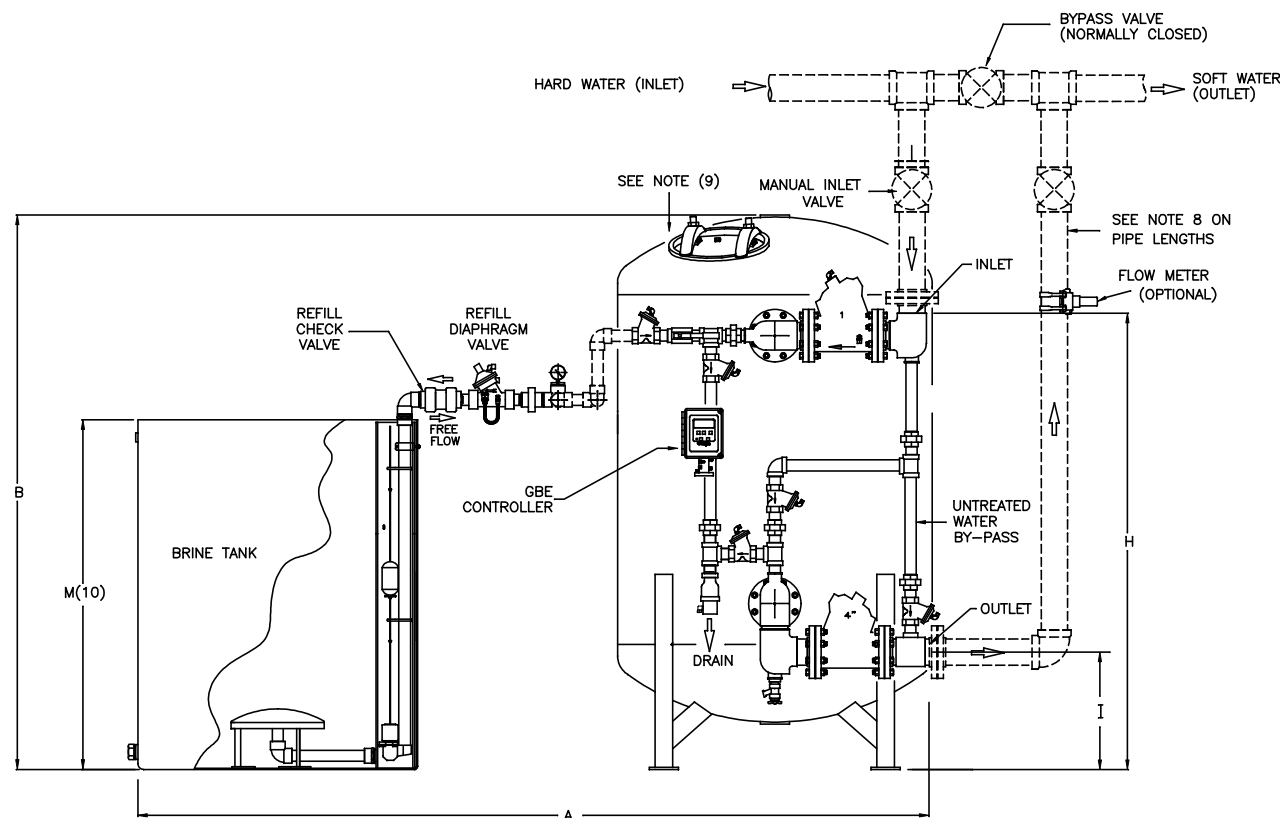 BYPASS VALVE
(NORMALLY CLOSED)
HARD WATER (INLET)
SOFT WATER
(OUTLET)
SEE NOTE (9)
MANUAL INLET
VALVE
SEE NOTE 8 ON
PIPE LENGTHS
INLET
FLOW METER
(OPTIONAL)
REFILL
CHECK
VALVE
REFILL
DIAPHRAGM
VALVE
1
FREE
FLOW
B
GBE
CONTROLLER
UNTREATED
WATER
BY-PASS
H
BRINE TANK
M(10)
4"
OUTLET
DRAIN
I
A